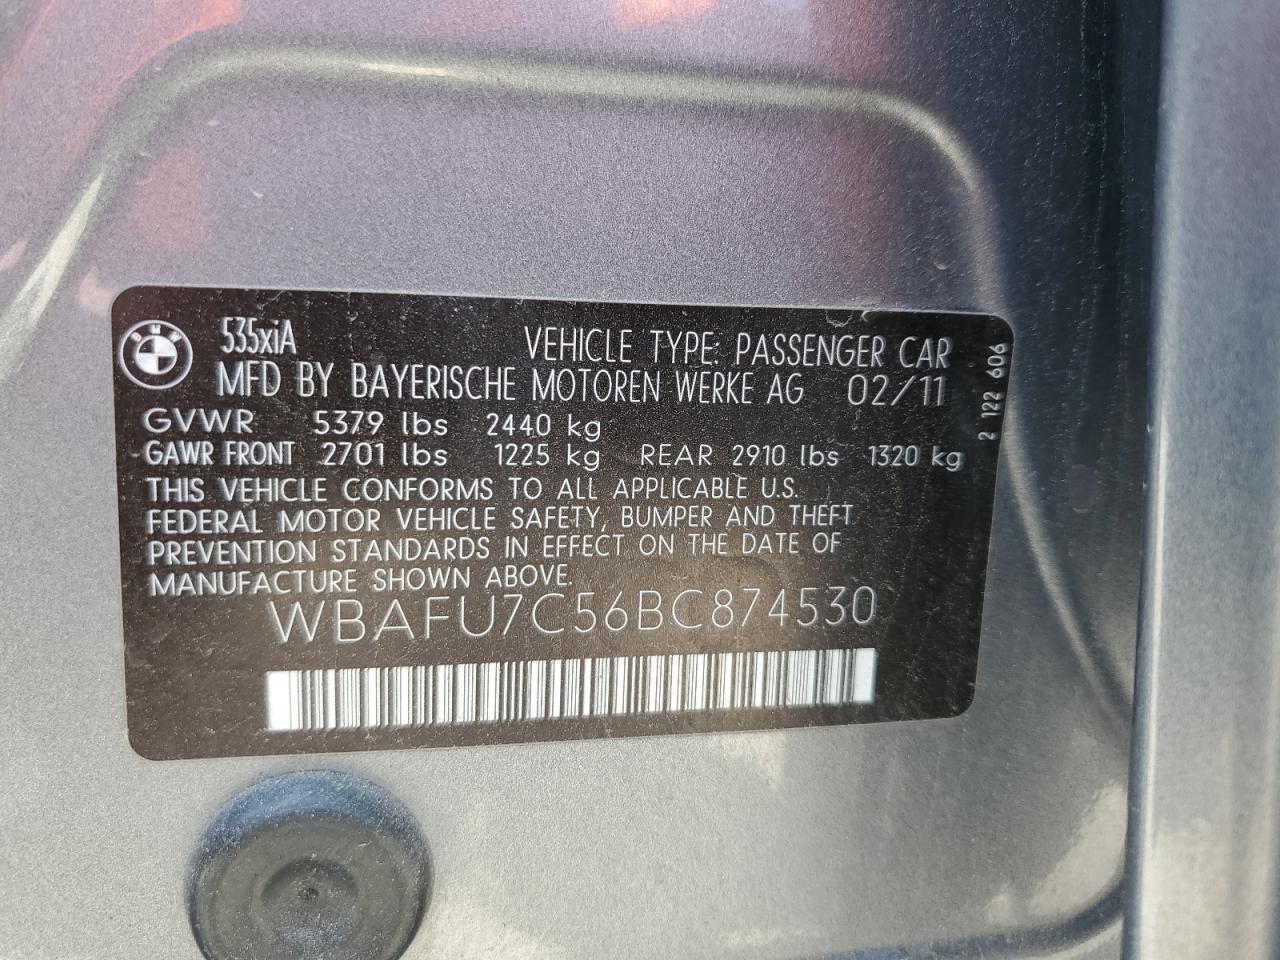 BMW
535xiA
VEHICLE TYPE: PASSENGER CAR
MFD BY BAYERISCHE MOTOREN WERKE AG 02/11
GVWR 5379 lbs 2440 kg
GAWR FRONT 2701 lbs 1225 kg REAR 2910 lbs 1320 kg
THIS VEHICLE CONFORMS TO ALL APPLICABLE U.S.
FEDERAL MOTOR VEHICLE SAFETY, BUMPER AND THEFT
PREVENTION STANDARDS IN EFFECT ON THE DATE OF
MANUFACTURE SHOWN ABOVE.
WBAFU7C56BC874530
2 122 606